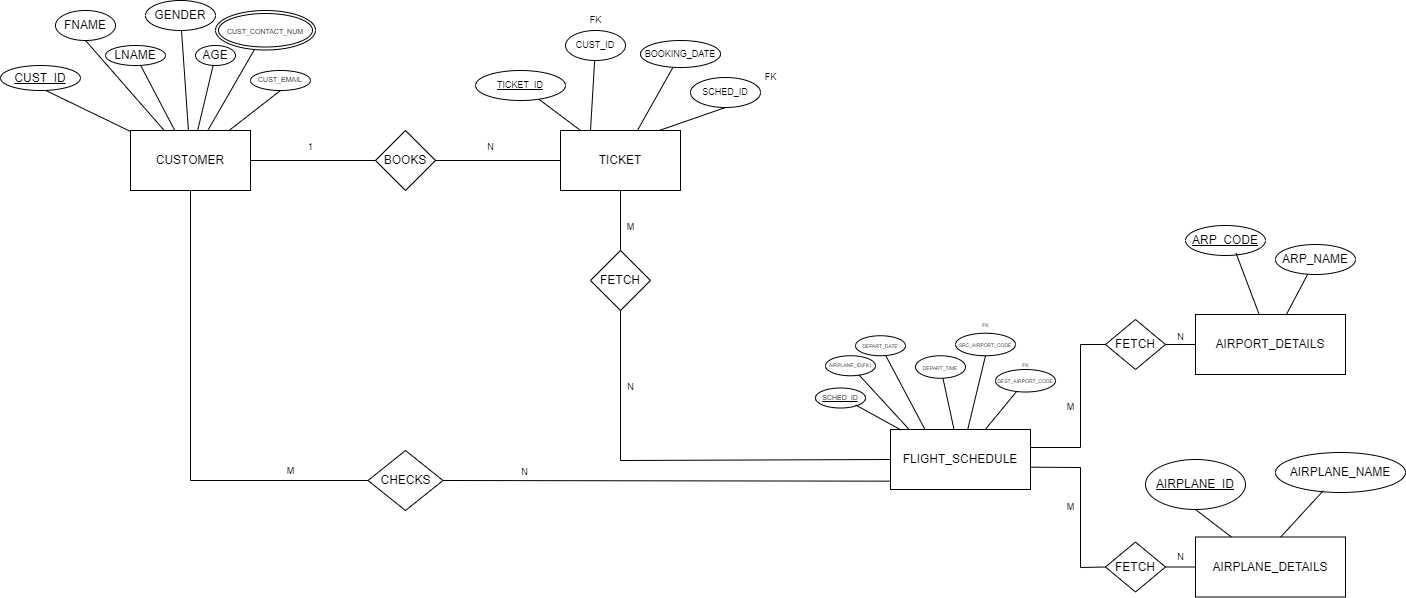 FNAME
GENDER
CUST_CONTACT_NUM
LNAME
AGE
CUST_ID
CUST_EMAIL
FK
CUST_ID
BOOKING_DATE
TICKET_ID
FK
SCHED_ID
CUSTOMER
1
BOOKS
N
TICKET
M
FETCH
N
ARP_CODE
ARP_NAME
FETCH
N
AIRPORT_DETAILS
M
FK
SRC_AIRPORT_CODE
DEPART_DATE
AIRPLANE_ID(FK)
DEPART_TIME
FK
DEST_AIRPORT_CODE
SCHED_ID
FLIGHT_SCHEDULE
M
CHECKS
N
AIRPLANE_ID
AIRPLANE_NAME
M
FETCH
N
AIRPLANE_DETAILS